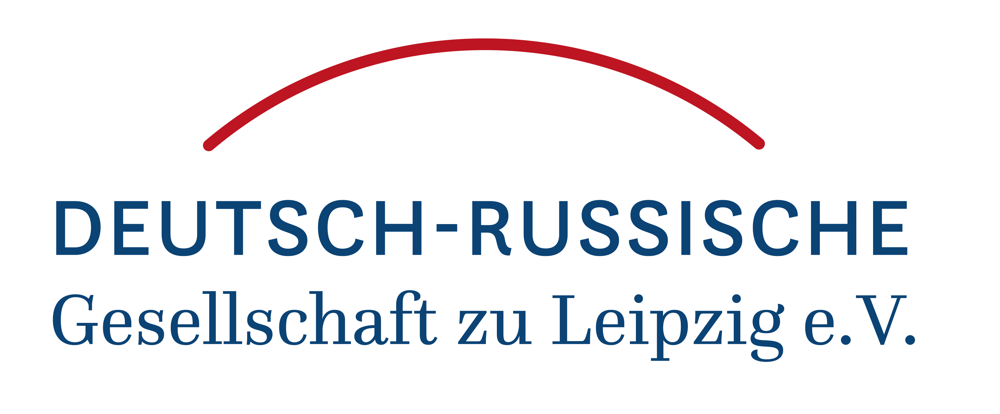 DEUTSCH-RUSSISCHE
Gesellschaft zu Leipzig e.V.